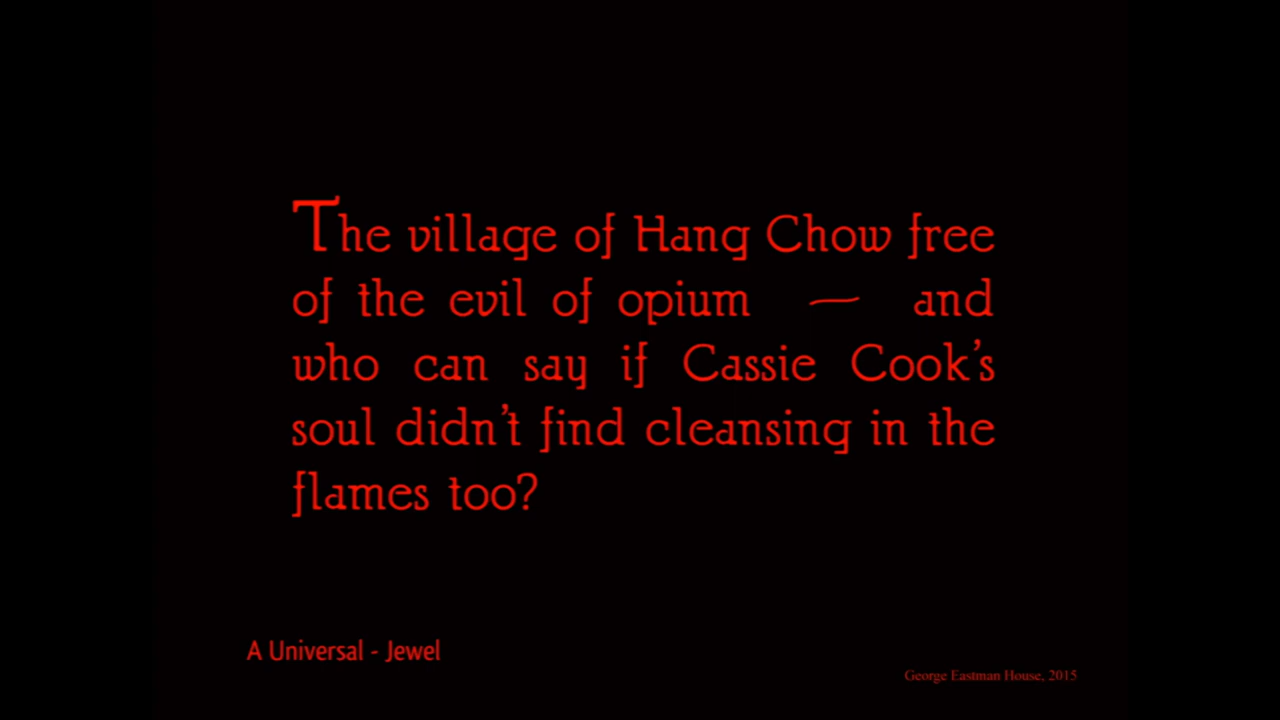 The village of Hang Chow free
of the evil of opium — and
who can say if Cassie Cook’s
soul didn’t find cleansing in the
flames too?
A Universal - Jewel
George Eastman House, 2015